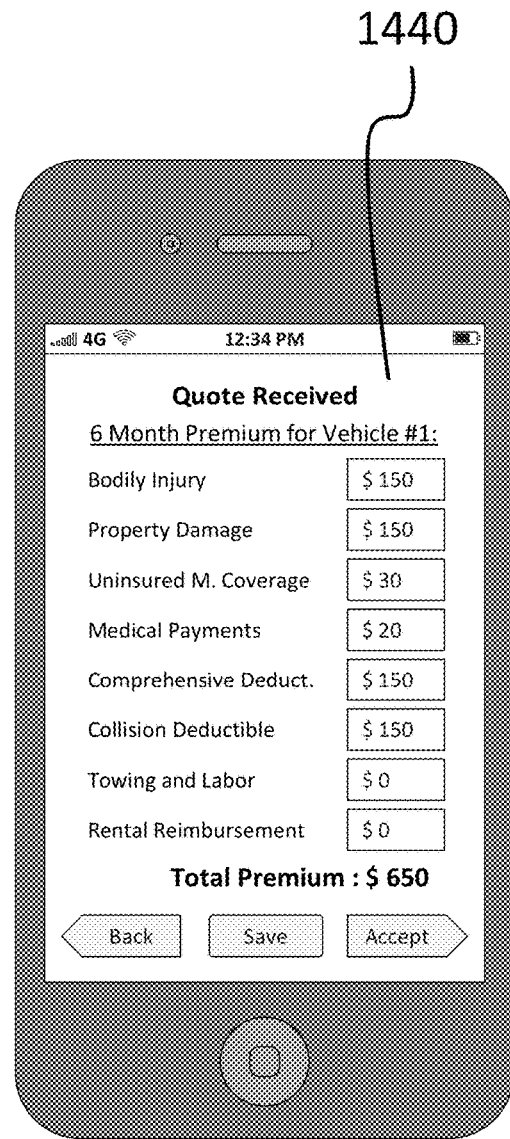 1440
4G 12:34 PM
Quote Received
6 Month Premium for Vehicle #1:
Bodily Injury $ 150
Property Damage $ 150
Uninsured M. Coverage $ 30
Medical Payments $ 20
Comprehensive Deduct. $ 150
Collision Deductible $ 150
Towing and Labor $ 0
Rental Reimbursement $ 0
Total Premium : $ 650
Back Save Accept